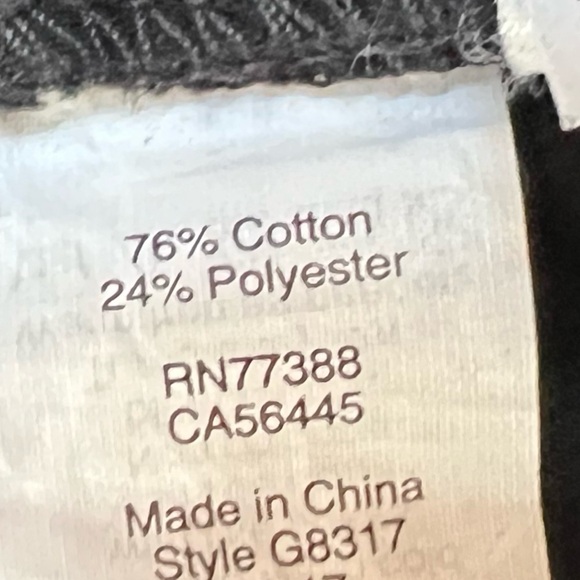 76% Cotton
24% Polyester
RN77388
CA56445
Made in China
Style G8317